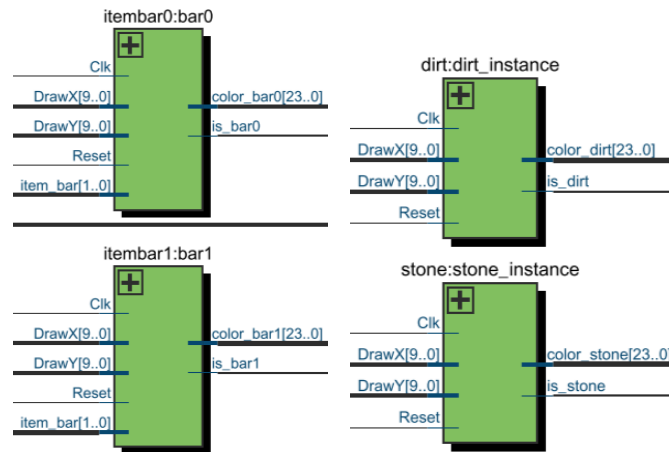 itembar0:bar0
Clk
DrawX[9..0]
color_bar0[23..0]
DrawY[9..0]
is_bar0
Reset
item_bar[1..0]
itembar1:bar1
Clk
DrawX[9..0]
color_bar1[23..0]
DrawY[9..0]
is_bar1
Reset
item_bar[1..0]
dirt:dirt_instance
Clk
DrawX[9..0]
color_dirt[23..0]
DrawY[9..0]
is_dirt
Reset
stone:stone_instance
Clk
DrawX[9..0]
color_stone[23..0]
DrawY[9..0]
is_stone
Reset